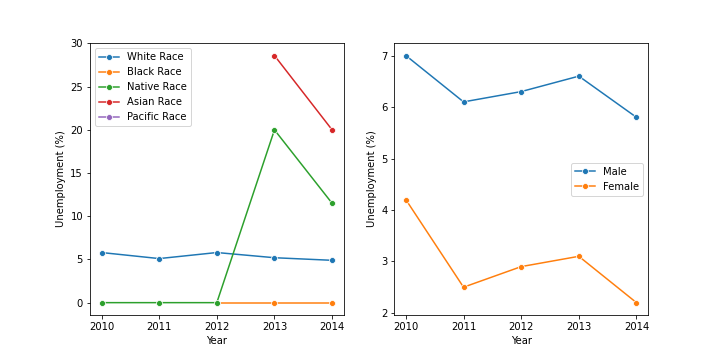 30
25
20
15
10
5
0
Unemployment (%)
White Race
Black Race
Native Race
Asian Race
Pacific Race
2010 2011 2012 2013 2014
Year
7
6
5
4
3
2
Unemployment (%)
Male
Female
2010 2011 2012 2013 2014
Year